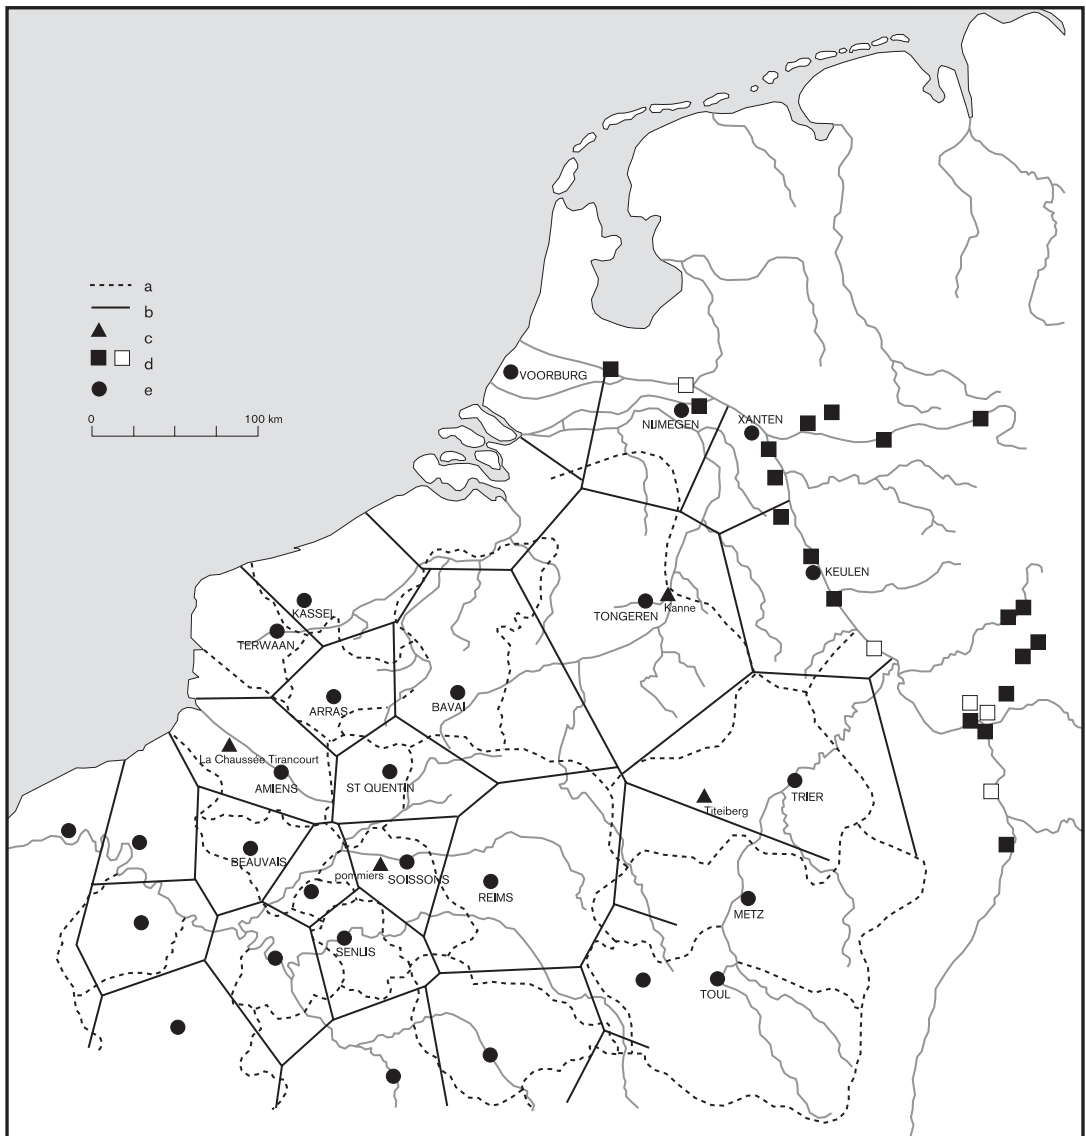 a
b
c
d
e
0 100 km
VOORBURG
NIJMEGEN
XANTEN
KEULEN
KASSEL
TERWAAN
TONGEREN
Kanne
ARRAS
BAVAI
La Chaussée Tirancourt
AMIENS
ST QUENTIN
TRIER
Titelberg
BEAUVAIS
pommiers
SOISSONS
REIMS
METZ
SENLIS
TOUL